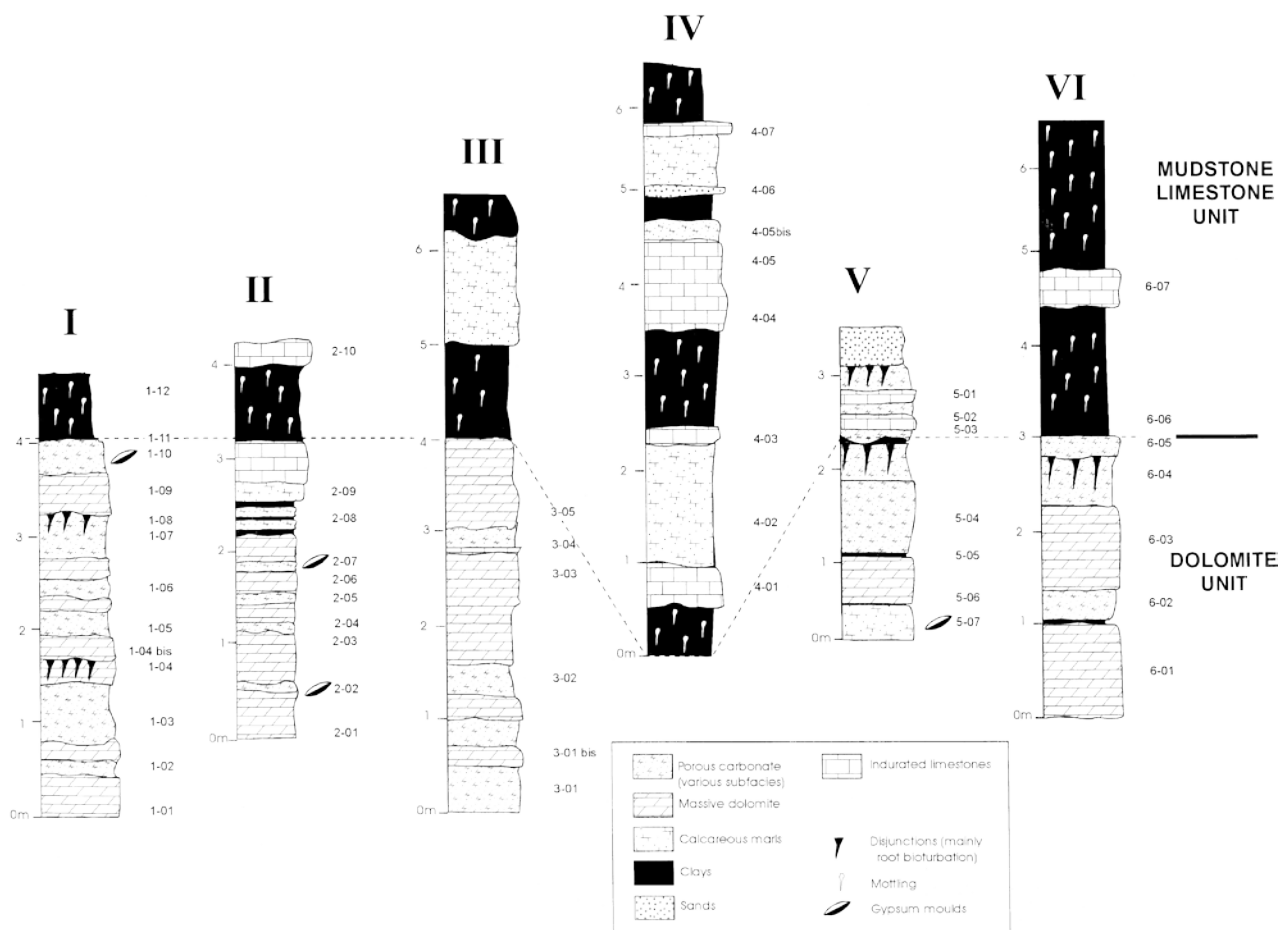 I
4
3
2
1
0m
1-12
1-11
1-10
1-09
1-08
1-07
1-06
1-05
1-04 bis
1-04
1-03
1-02
1-01
II
4
3
2
1
0m
2-10
2-09
2-08
2-07
2-06
2-05
2-04
2-03
2-02
2-01
III
6
5
4
3
2
1
0m
3-05
3-04
3-03
3-02
3-01 bis
3-01
IV
6
5
4
3
2
1
0m
4-07
4-06
4-05bis
4-05
4-04
4-03
4-02
4-01
V
3
2
1
0m
5-01
5-02
5-03
5-04
5-05
5-06
5-07
VI
6
5
4
3
2
1
0m
6-07
6-06
6-05
6-04
6-03
6-02
6-01
MUDSTONE
LIMESTONE
UNIT
DOLOMITE
UNIT
Porous carbonate
(various subfacies)
Massive dolomite
Calcareous marls
Clays
Sands
Indurated limestones
Disjunctions (mainly
root bioturbation)
Mottling
Gypsum moulds